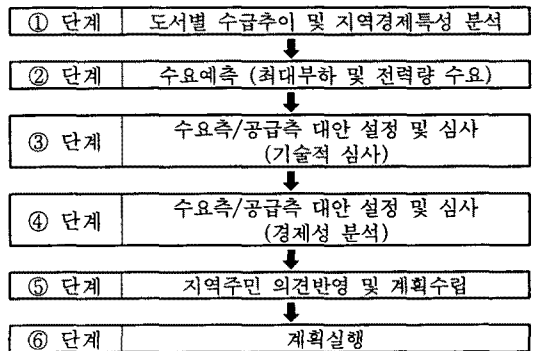 ① 단계 도서별 수급추이 및 지역경제특성 분석
② 단계 수요예측 (최대부하 및 전력량 수요)
③ 단계 수요측/공급측 대안 설정 및 심사
(기술적 심사)
④ 단계 수요측/공급측 대안 설정 및 심사
(경제성 분석)
⑤ 단계 지역주민 의견반영 및 계획수립
⑥ 단계 계획실행